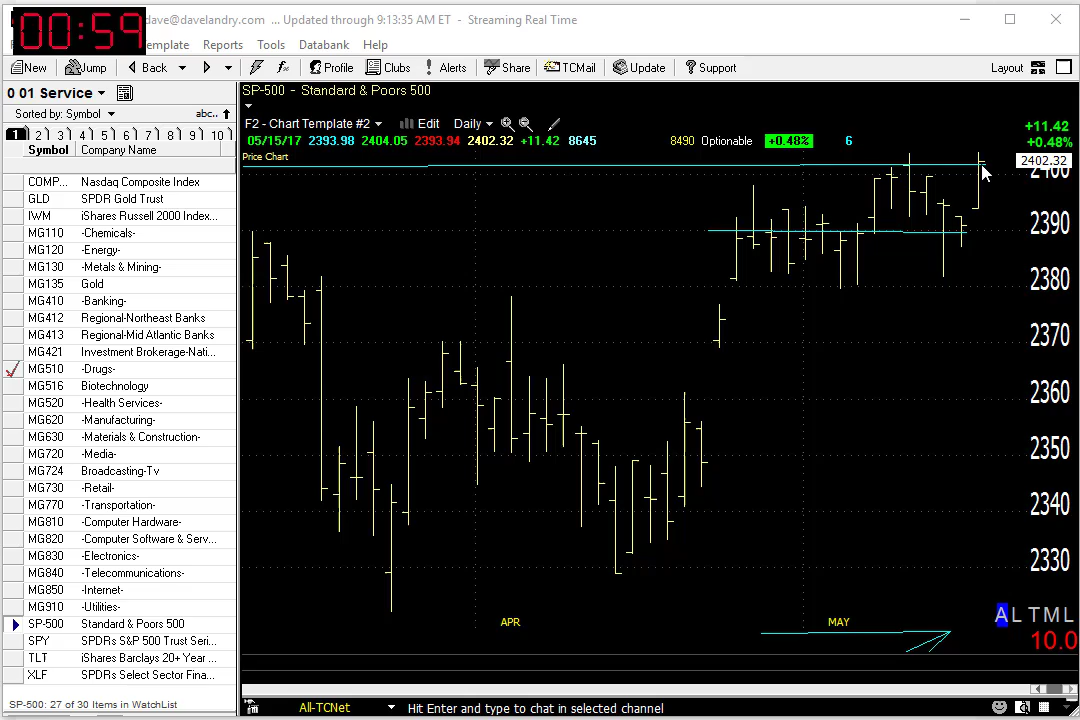 00:59
dave@davelandry.com ... Updated through 9:13:35 AM ET - Streaming Real Time
emplate Reports Tools Databank Help
New Jump Back Profile Clubs Alerts Share TCMail Update Support Layout
0 01 Service
Sorted by: Symbol abc..
1 2 3 4 5 6 7 8 9 10
Symbol Company Name
COMP... Nasdaq Composite Index
GLD SPDR Gold Trust
IWM iShares Russell 2000 Index...
MG110 -Chemicals-
MG120 -Energy-
MG130 -Metals & Mining-
MG135 Gold
MG410 -Banking-
MG412 Regional-Northeast Banks
MG413 Regional-Mid Atlantic Banks
MG421 Investment Brokerage-Nati...
MG510 -Drugs-
MG516 Biotechnology
MG520 -Health Services-
MG620 -Manufacturing-
MG630 -Materials & Construction-
MG720 -Media-
MG724 Broadcasting-Tv
MG730 -Retail-
MG770 -Transportation-
MG810 -Computer Hardware-
MG820 -Computer Software & Serv...
MG830 -Electronics-
MG840 -Telecommunications-
MG850 -Internet-
MG910 -Utilities-
SP-500 Standard & Poors 500
SPY SPDRs S&P 500 Trust Seri...
TLT iShares Barclays 20+ Year ...
XLF SPDRs Select Sector Fina...
SP-500: 27 of 30 Items in WatchList
SP-500 - Standard & Poors 500
F2 - Chart Template #2 Edit Daily
05/15/17 2393.98 2404.05 2393.94 2402.32 +11.42 8645 8490 Optionable +0.48% 6
Price Chart
+11.42
+0.48%
2402.32
2400
2390
2380
2370
2360
2350
2340
2330
APR MAY
A L T M L
10.0
All-TCNet Hit Enter and type to chat in selected channel